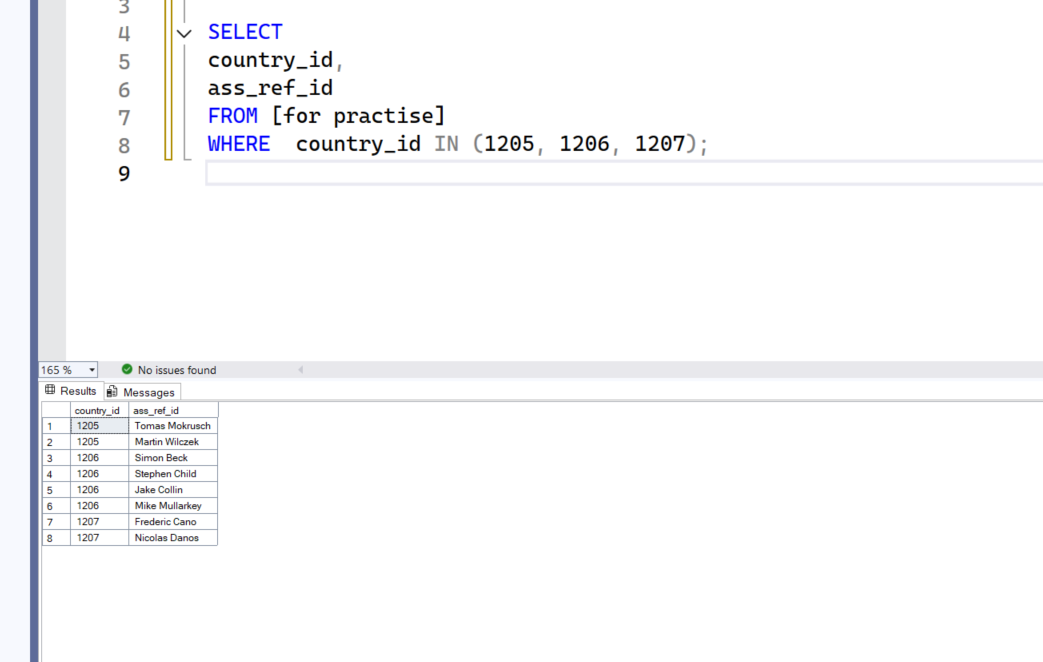 3
4 SELECT
5 country_id,
6 ass_ref_id
7 FROM [for practise]
8 WHERE  country_id IN (1205, 1206, 1207);
9
165 % No issues found
Results Messages
country_id ass_ref_id
1 1205 Tomas Mokrusch
2 1205 Martin Wilczek
3 1206 Simon Beck
4 1206 Stephen Child
5 1206 Jake Collin
6 1206 Mike Mullarkey
7 1207 Frederic Cano
8 1207 Nicolas Danos